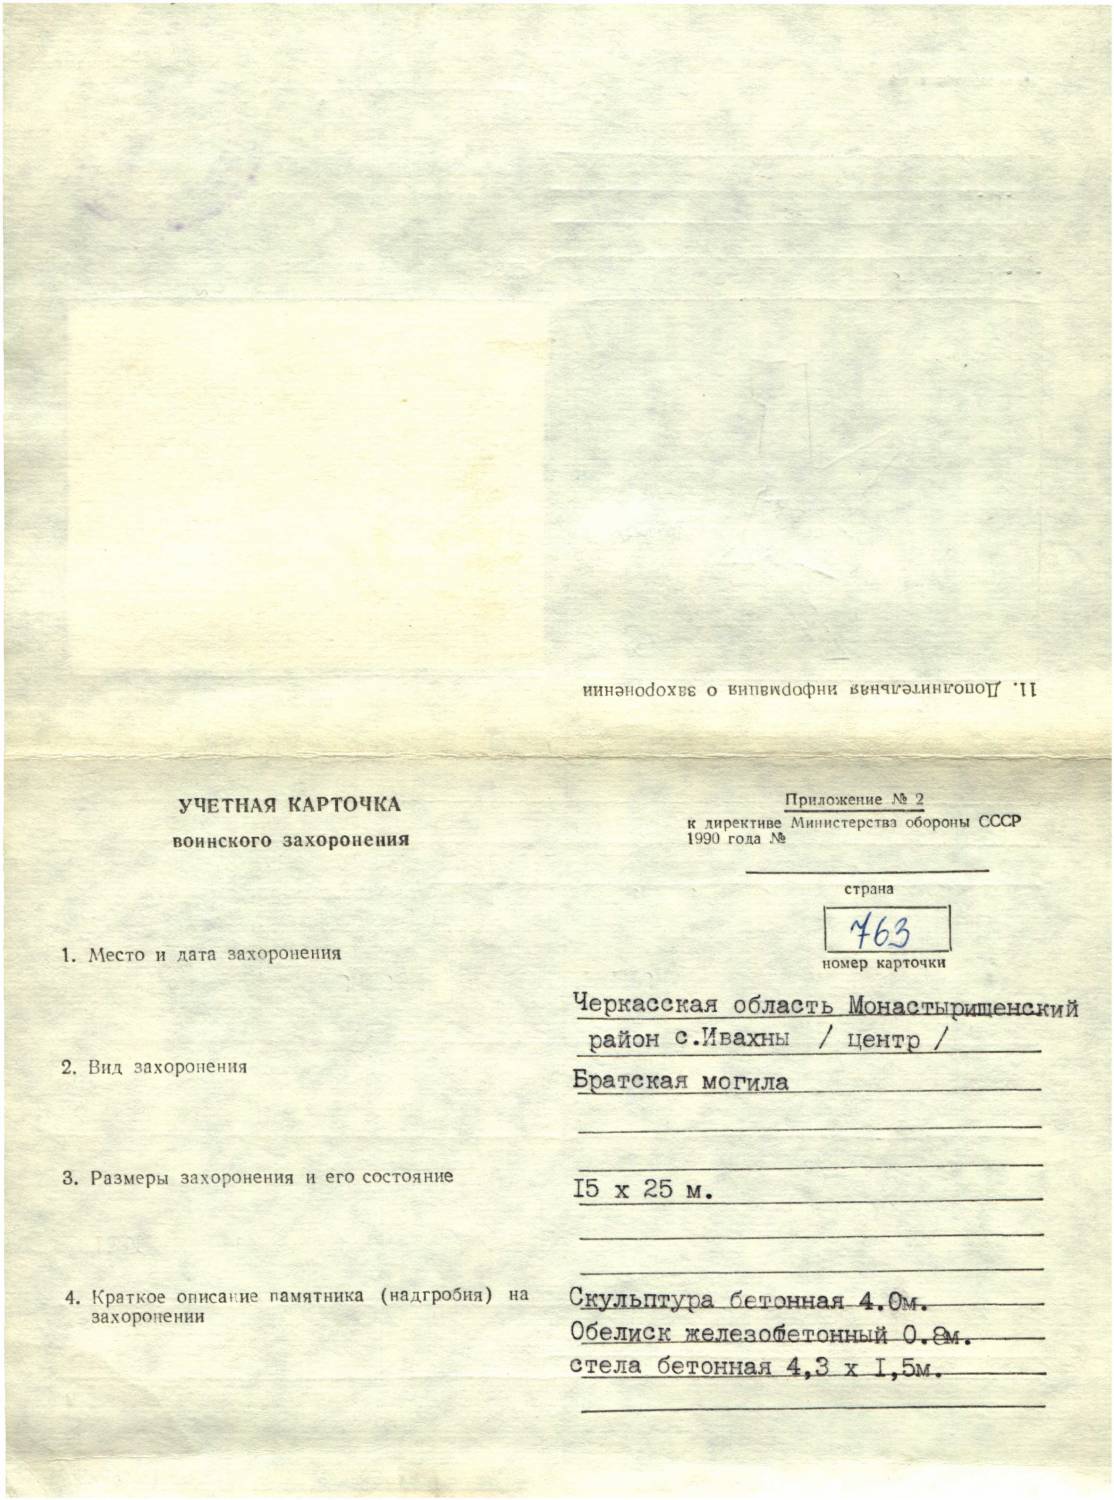 11. Дополнительная информация о захоронении
УЧЕТНАЯ КАРТОЧКА
воинского захоронения
Приложение № 2
к директиве Министерства обороны СССР
1990 года №
страна
763
номер карточки
1. Место и дата захоронения
Черкасская область Монастырищенский
район с.Ивахны / центр /
2. Вид захоронения
Братская могила
3. Размеры захоронения и его состояние
I5 х 25 м.
4. Краткое описание памятника (надгробия) на
захоронении
Скульптура бетонная 4.0м.
Обелиск железобетонный 0.8м.
стела бетонная 4,3 х I,5м.